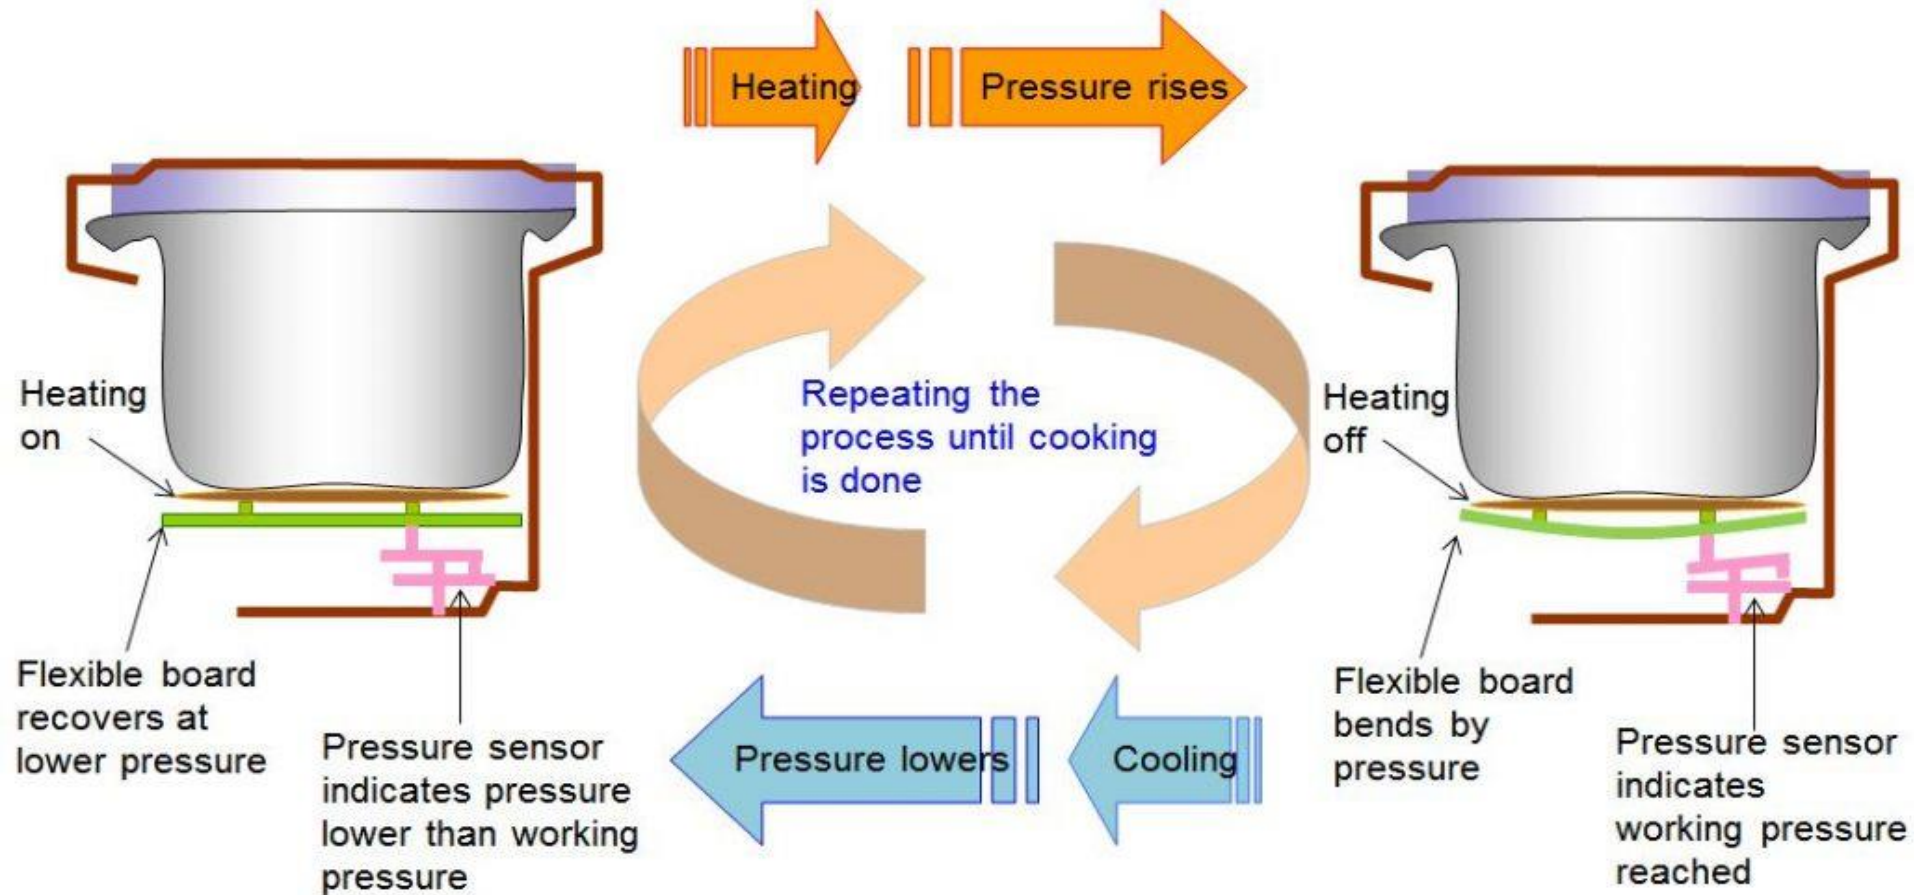 Heating
Pressure rises
Heating
on
Repeating the
process until cooking
is done
Heating
off
Flexible board
recovers at
lower pressure
Pressure sensor
indicates pressure
lower than working
pressure
Pressure lowers
Cooling
Flexible board
bends by
pressure
Pressure sensor
indicates
working pressure
reached